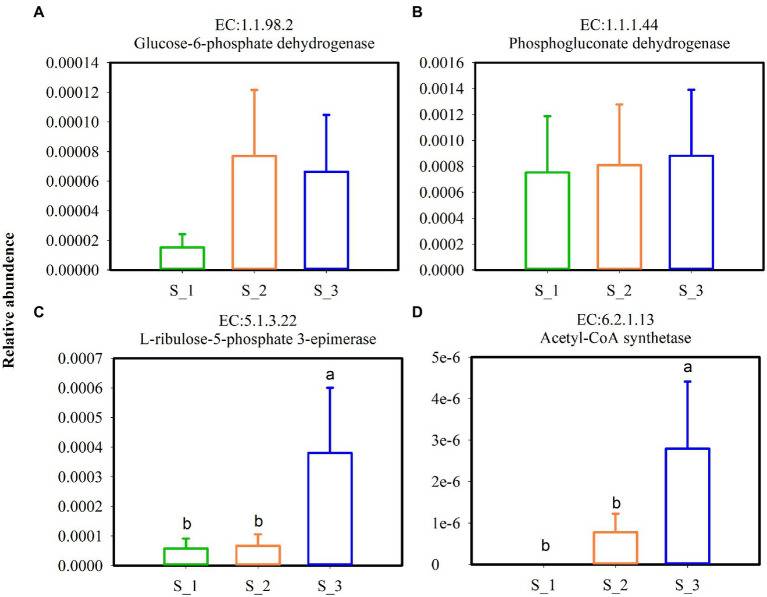 A
EC:1.1.98.2
Glucose-6-phosphate dehydrogenase
0.00014
0.00012
0.00010
0.00008
0.00006
0.00004
0.00002
0.00000
S_1 S_2 S_3
B
EC:1.1.1.44
Phosphogluconate dehydrogenase
0.0016
0.0014
0.0012
0.0010
0.0008
0.0006
0.0004
0.0002
0.0000
S_1 S_2 S_3
Relative abundence
C
EC:5.1.3.22
L-ribulose-5-phosphate 3-epimerase
0.0007
0.0006
0.0005
0.0004
0.0003
0.0002
0.0001
0.0000
b b a
S_1 S_2 S_3
D
EC:6.2.1.13
Acetyl-CoA synthetase
5e-6
4e-6
3e-6
2e-6
1e-6
0
b b a
S_1 S_2 S_3